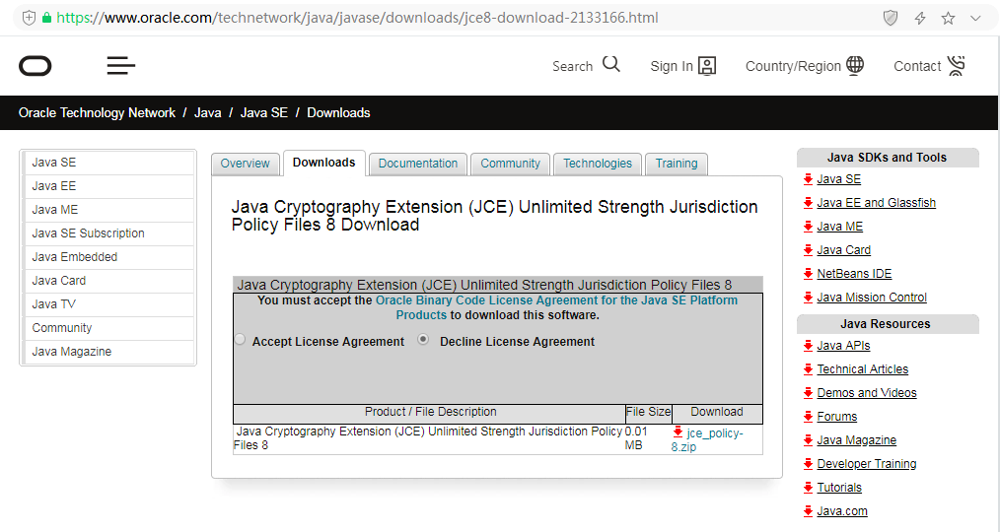 https://www.oracle.com/technetwork/java/javase/downloads/jce8-download-2133166.html
Search
Sign In
Country/Region
Contact
Oracle Technology Network / Java / Java SE / Downloads
Java SE
Java EE
Java ME
Java SE Subscription
Java Embedded
Java Card
Java TV
Community
Java Magazine
Overview
Downloads
Documentation
Community
Technologies
Training
Java Cryptography Extension (JCE) Unlimited Strength Jurisdiction
Policy Files 8 Download
Java Cryptography Extension (JCE) Unlimited Strength Jurisdiction Policy Files 8
You must accept the Oracle Binary Code License Agreement for the Java SE Platform
Products to download this software.
Accept License Agreement
Decline License Agreement
Product / File Description
File Size
Download
Java Cryptography Extension (JCE) Unlimited Strength Jurisdiction Policy
Files 8
0.01
MB
jce_policy-
8.zip
Java SDKs and Tools
Java SE
Java EE and Glassfish
Java ME
Java Card
NetBeans IDE
Java Mission Control
Java Resources
Java APIs
Technical Articles
Demos and Videos
Forums
Java Magazine
Developer Training
Tutorials
Java.com